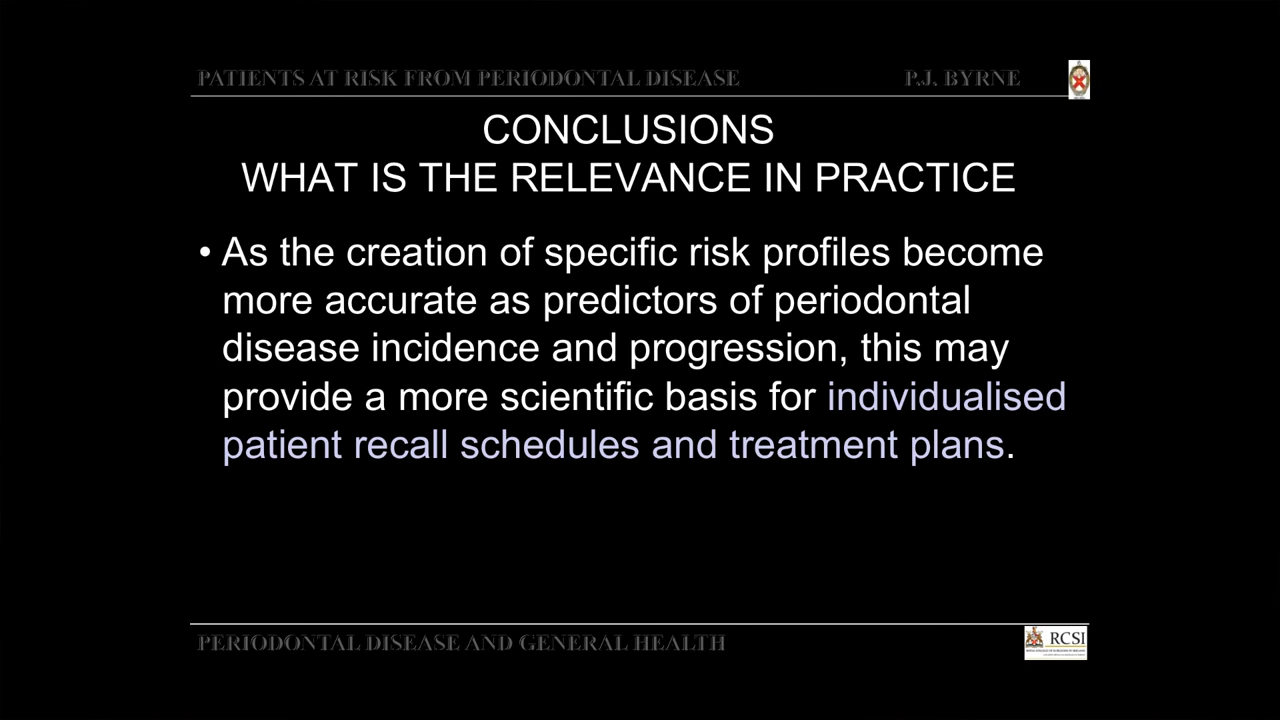 PATIENTS AT RISK FROM PERIODONTAL DISEASE P.J. BYRNE
CONCLUSIONS
WHAT IS THE RELEVANCE IN PRACTICE
• As the creation of specific risk profiles become
more accurate as predictors of periodontal
disease incidence and progression, this may
provide a more scientific basis for individualised
patient recall schedules and treatment plans.
PERIODONTAL DISEASE AND GENERAL HEALTH
RCSI